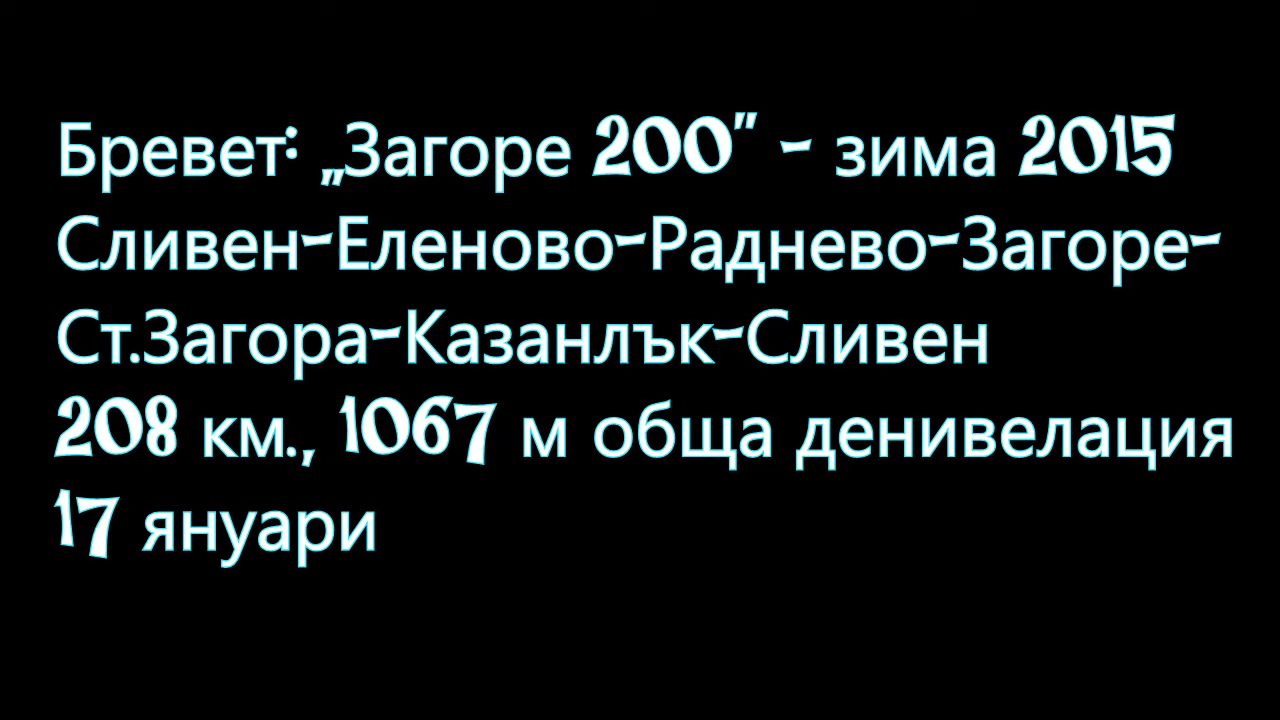 Бревет: „Загоре 200" - зима 2015
Сливен-Еленово-Раднево-Загоре-
Ст.Загора-Казанлък-Сливен
208 км., 1067 м обща денивелация
17 януари